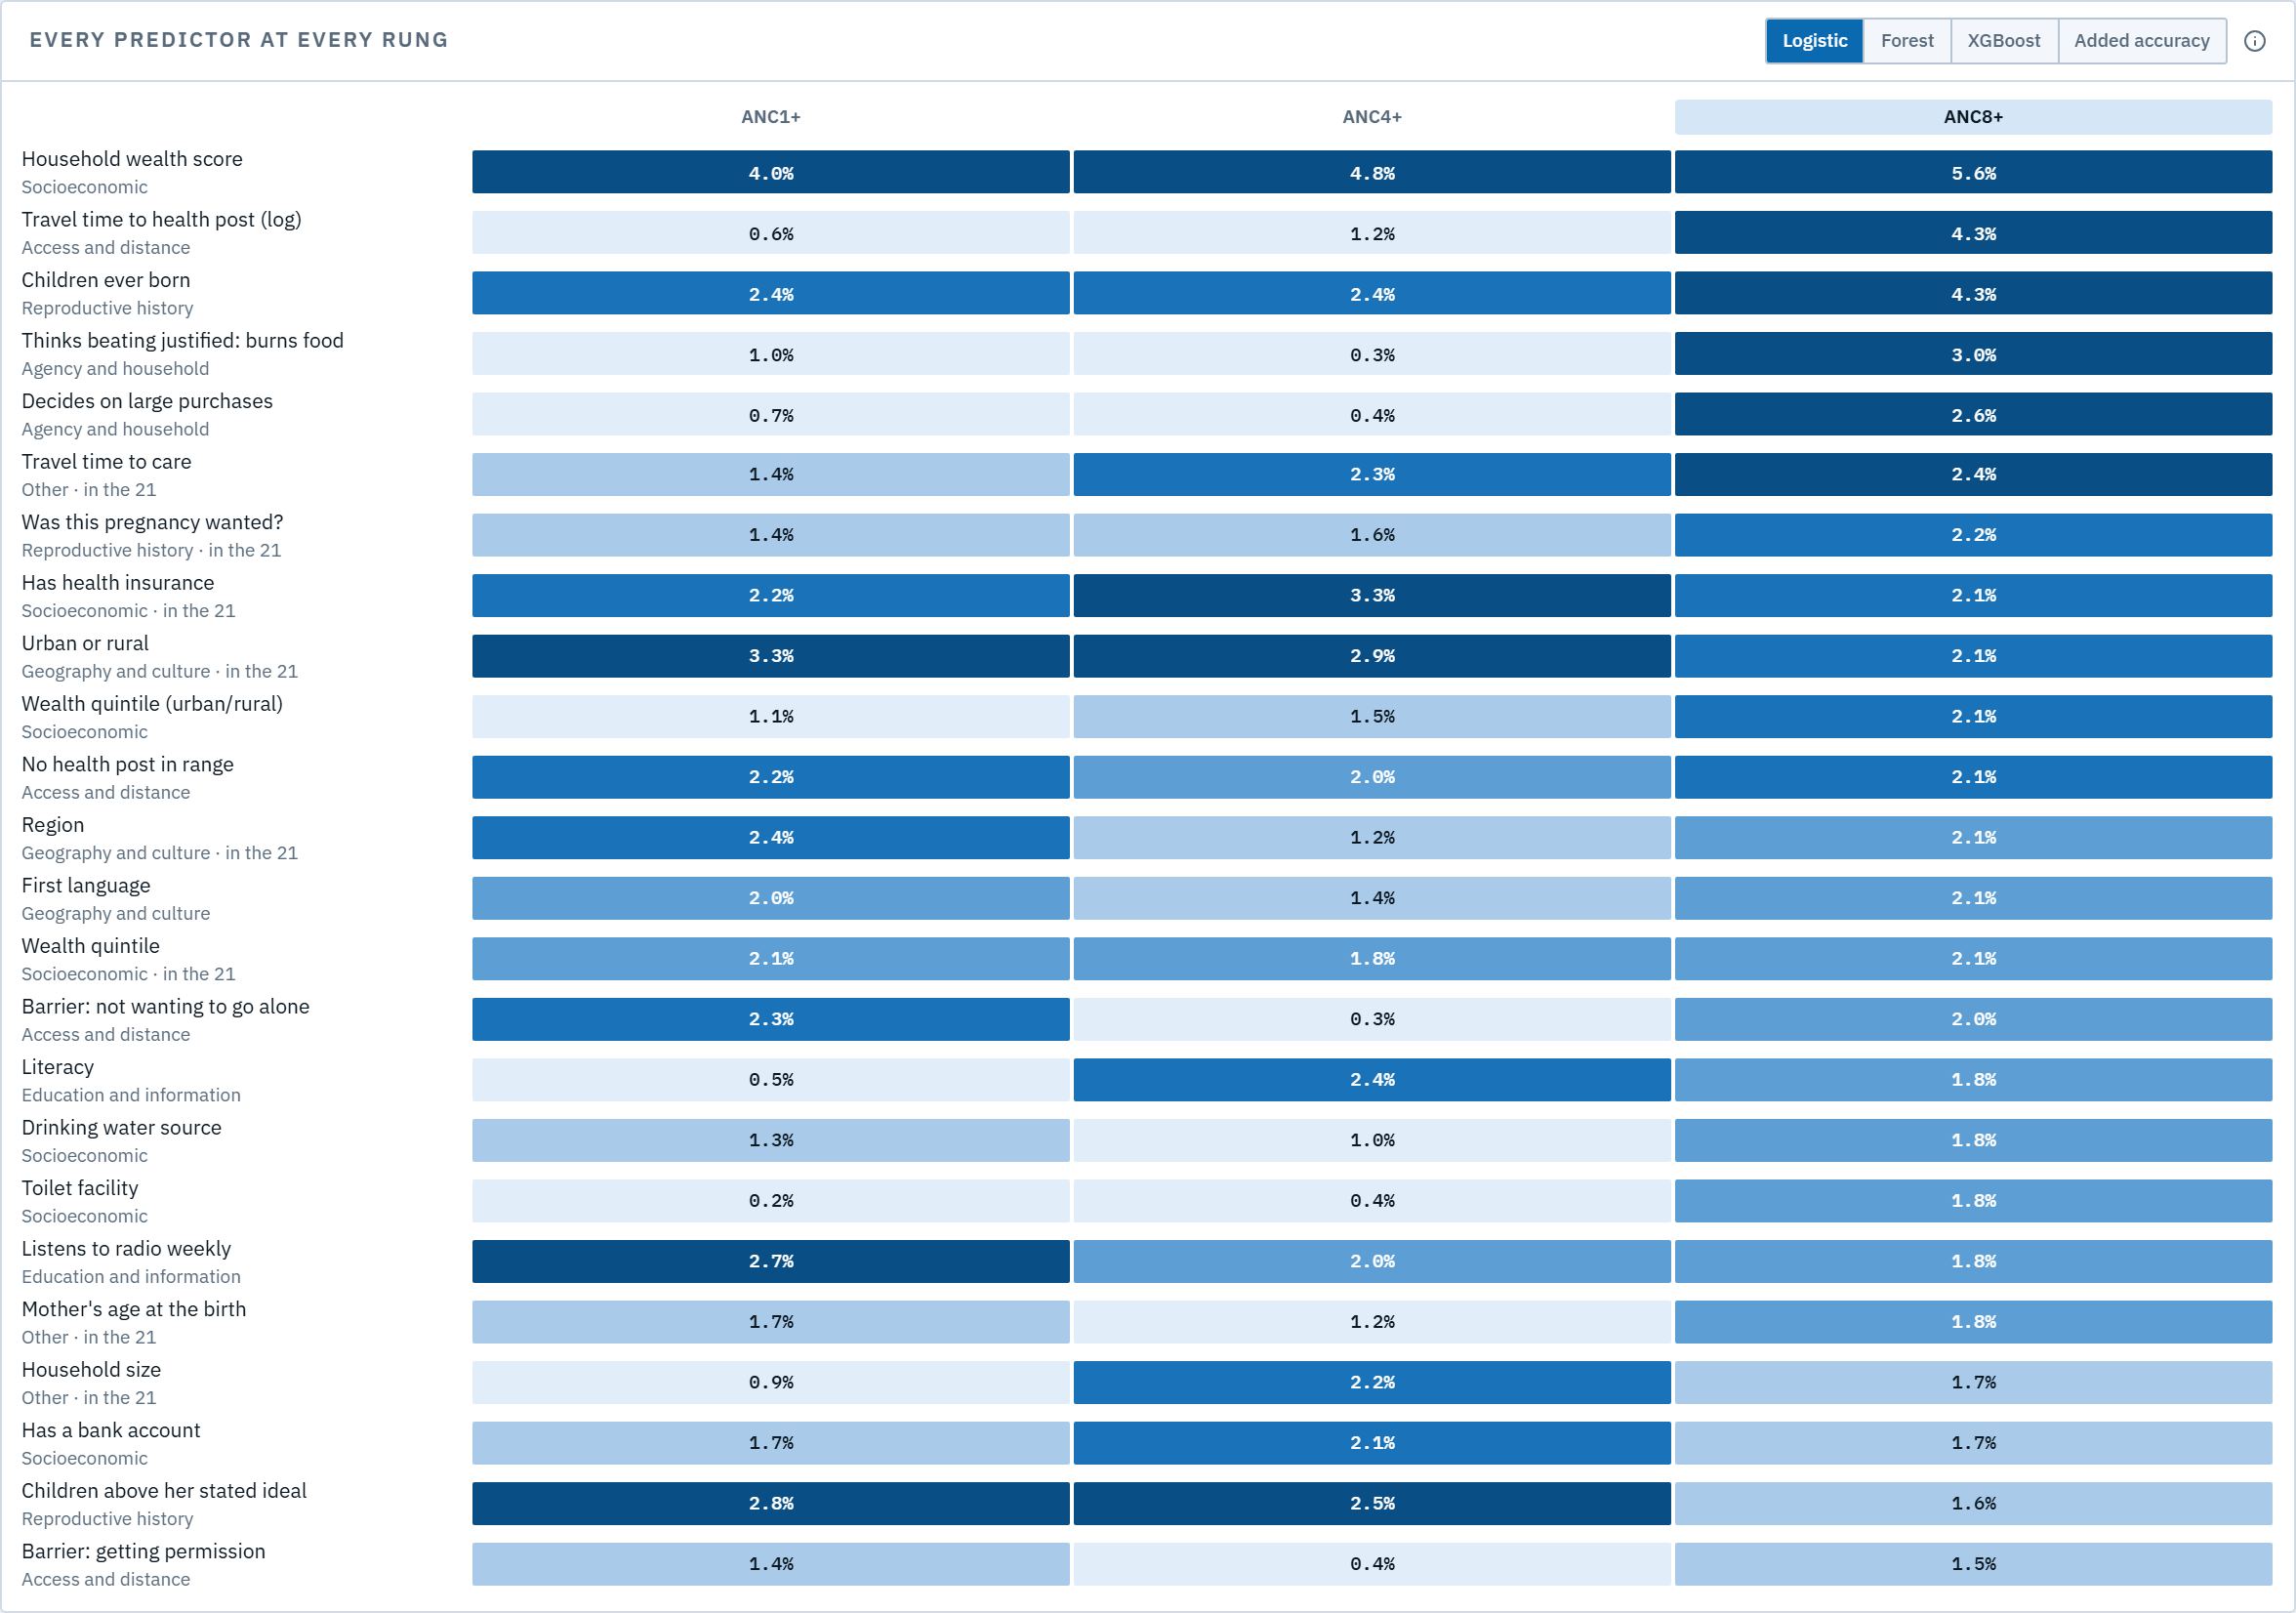 EVERY PREDICTOR AT EVERY RUNG
Logistic Forest XGBoost Added accuracy
ANC1+ ANC4+ ANC8+
Household wealth score
Socioeconomic
4.0% 4.8% 5.6%
Travel time to health post (log)
Access and distance
0.6% 1.2% 4.3%
Children ever born
Reproductive history
2.4% 2.4% 4.3%
Thinks beating justified: burns food
Agency and household
1.0% 0.3% 3.0%
Decides on large purchases
Agency and household
0.7% 0.4% 2.6%
Travel time to care
Other · in the 21
1.4% 2.3% 2.4%
Was this pregnancy wanted?
Reproductive history · in the 21
1.4% 1.6% 2.2%
Has health insurance
Socioeconomic · in the 21
2.2% 3.3% 2.1%
Urban or rural
Geography and culture · in the 21
3.3% 2.9% 2.1%
Wealth quintile (urban/rural)
Socioeconomic
1.1% 1.5% 2.1%
No health post in range
Access and distance
2.2% 2.0% 2.1%
Region
Geography and culture · in the 21
2.4% 1.2% 2.1%
First language
Geography and culture
2.0% 1.4% 2.1%
Wealth quintile
Socioeconomic · in the 21
2.1% 1.8% 2.1%
Barrier: not wanting to go alone
Access and distance
2.3% 0.3% 2.0%
Literacy
Education and information
0.5% 2.4% 1.8%
Drinking water source
Socioeconomic
1.3% 1.0% 1.8%
Toilet facility
Socioeconomic
0.2% 0.4% 1.8%
Listens to radio weekly
Education and information
2.7% 2.0% 1.8%
Mother's age at the birth
Other · in the 21
1.7% 1.2% 1.8%
Household size
Other · in the 21
0.9% 2.2% 1.7%
Has a bank account
Socioeconomic
1.7% 2.1% 1.7%
Children above her stated ideal
Reproductive history
2.8% 2.5% 1.6%
Barrier: getting permission
Access and distance
1.4% 0.4% 1.5%